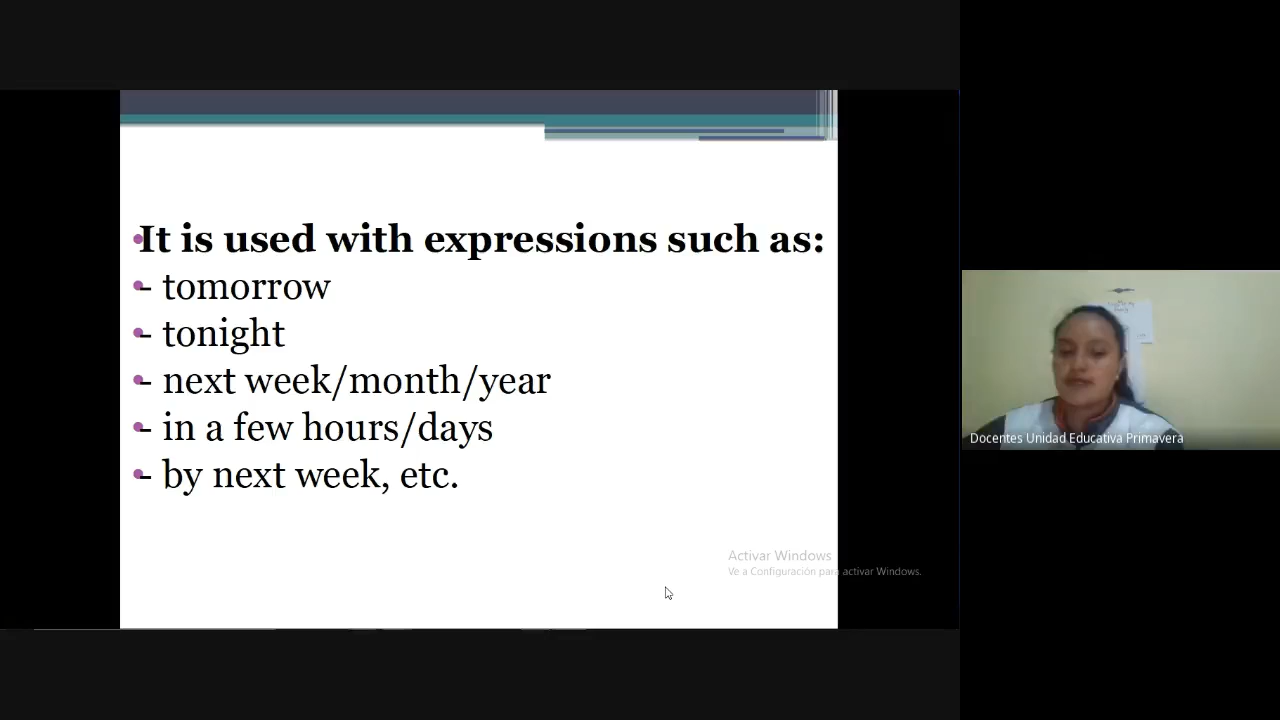 It is used with expressions such as:
- tomorrow
- tonight
- next week/month/year
- in a few hours/days
- by next week, etc.
Activar Windows
Ve a Configuración para activar Windows.
Docentes Unidad Educativa Primavera